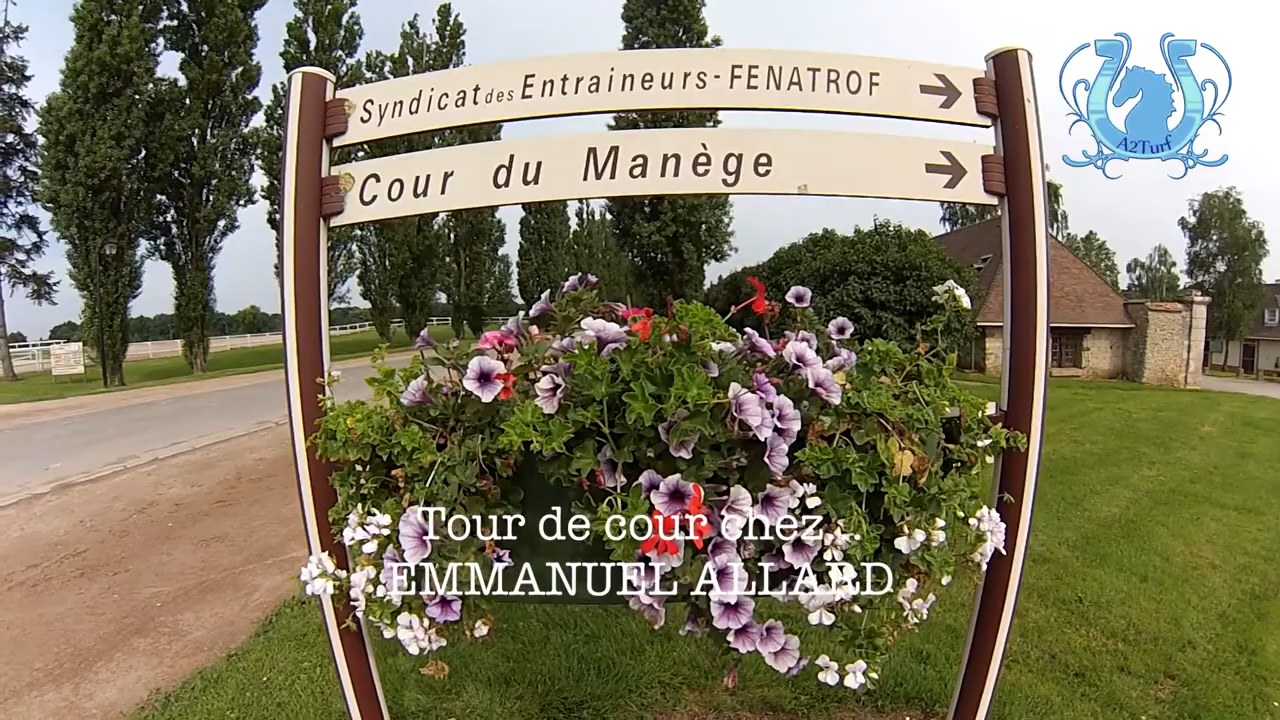 Syndicat des Entraineurs-FENATROF
Cour du Manège
A2Turf
Tour de cour chez...
EMMANUEL ALLARD